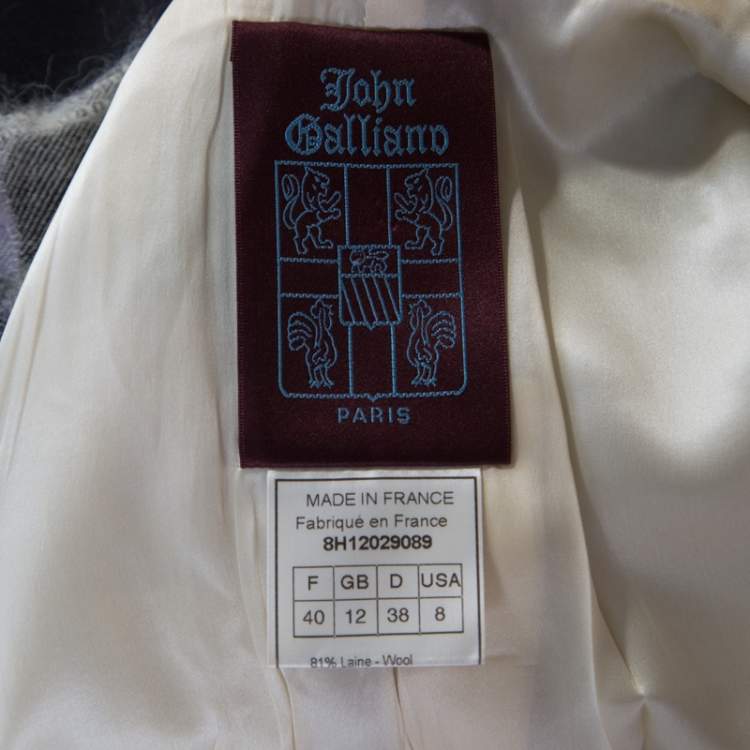 John
Galliano
PARIS
MADE IN FRANCE
Fabriqué en France
8H12029089
F GB D USA
40 12 38 8
81% Laine - Wool